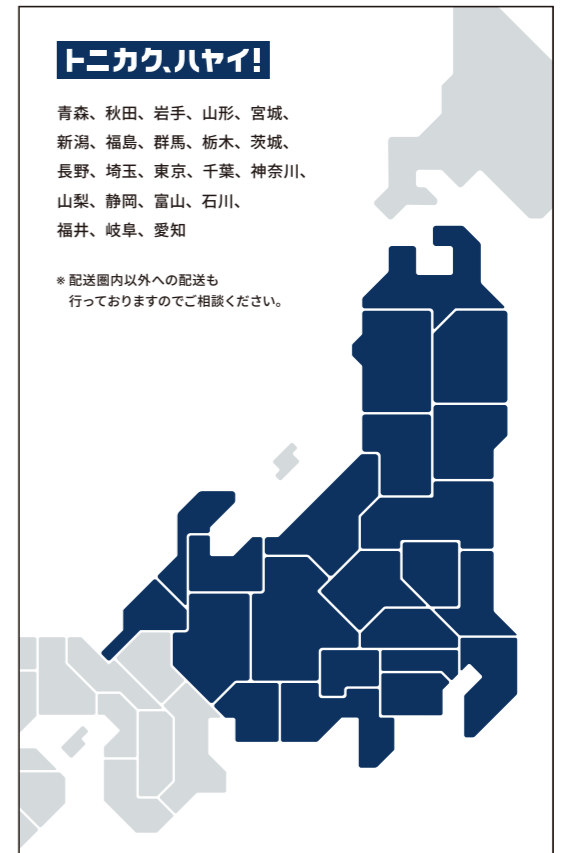 トニカク、ハヤイ!
青森、秋田、岩手、山形、宮城、
新潟、福島、群馬、栃木、茨城、
長野、埼玉、東京、千葉、神奈川、
山梨、静岡、富山、石川、
福井、岐阜、愛知
※ 配送圏内以外への配送も
行っておりますのでご相談ください。